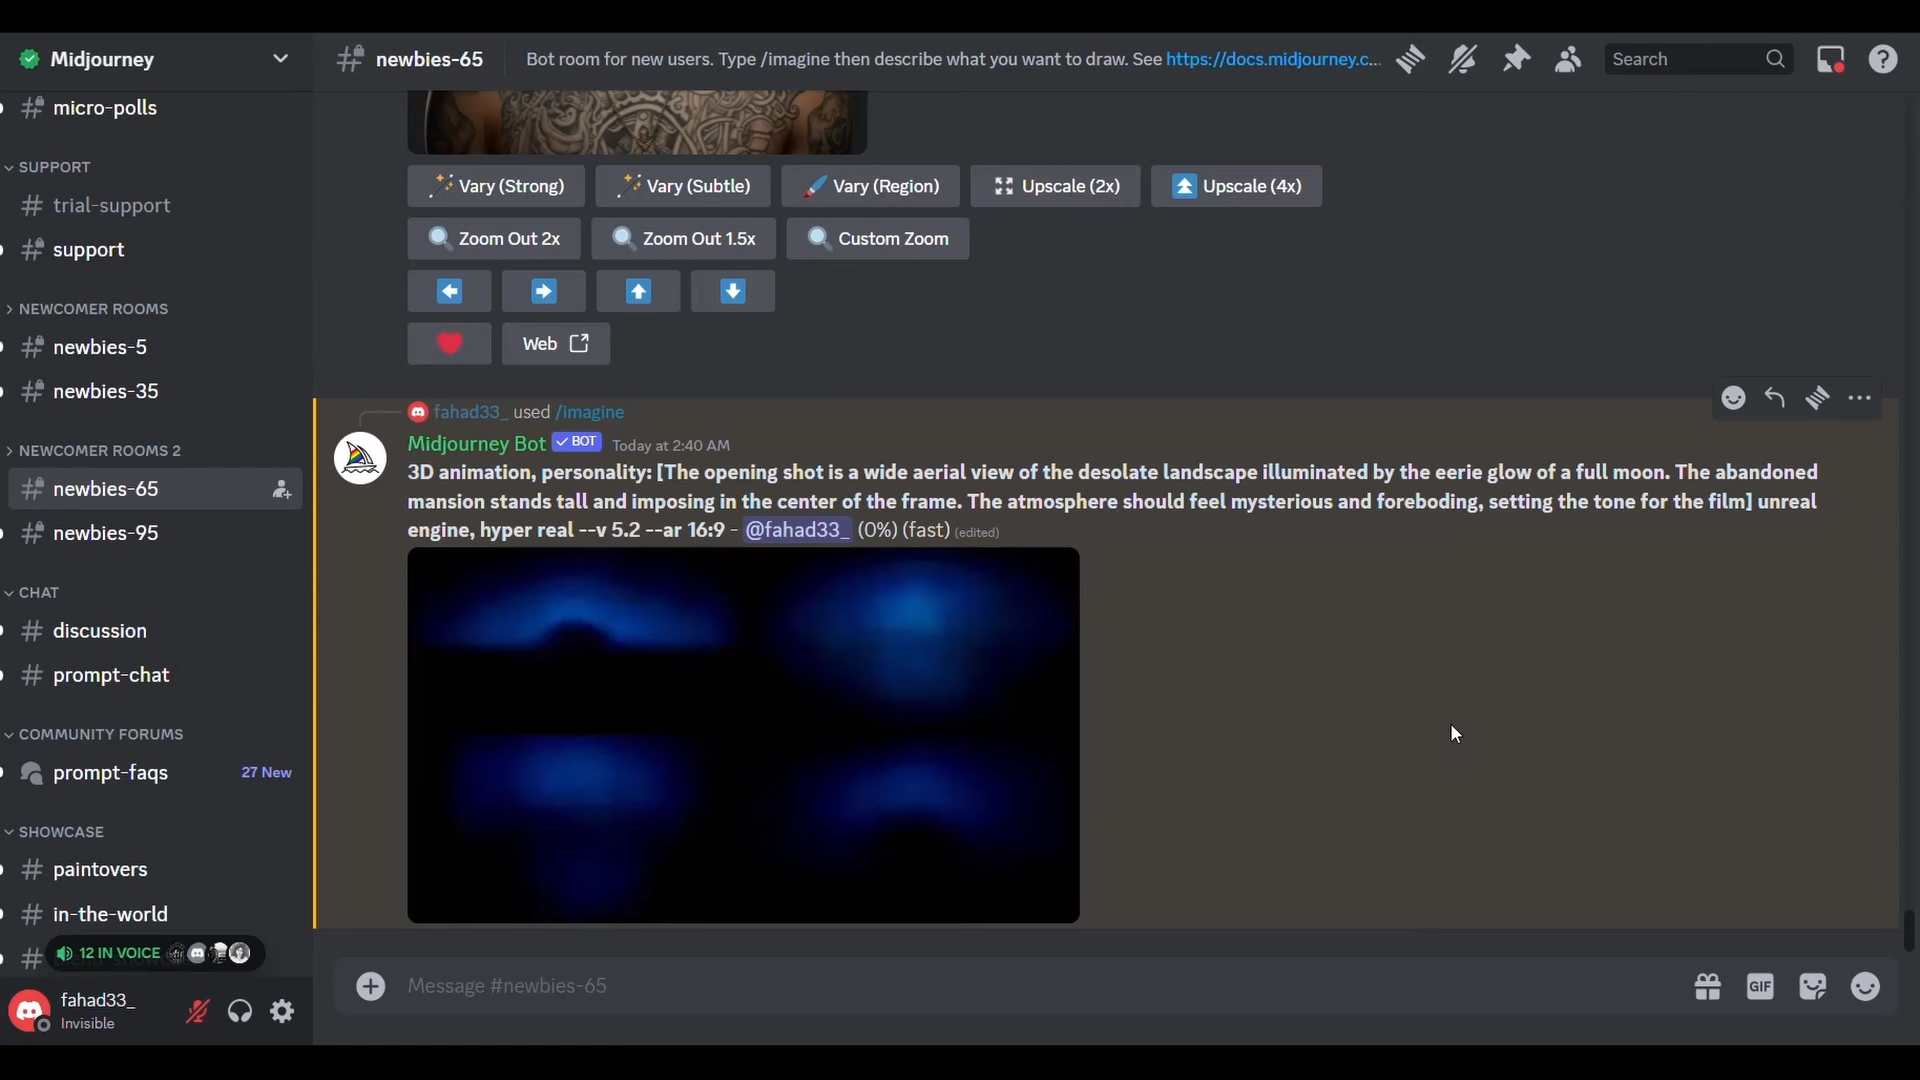 Midjourney
# newbies-65
Bot room for new users. Type /imagine then describe what you want to draw. See https://docs.midjourney.c...
Search
micro-polls
SUPPORT
trial-support
support
NEWCOMER ROOMS
newbies-5
newbies-35
NEWCOMER ROOMS 2
newbies-65
newbies-95
CHAT
discussion
prompt-chat
COMMUNITY FORUMS
prompt-faqs 27 New
SHOWCASE
paintovers
in-the-world
12 IN VOICE
fahad33_
Invisible
Vary (Strong) Vary (Subtle) Vary (Region) Upscale (2x) Upscale (4x)
Zoom Out 2x Zoom Out 1.5x Custom Zoom
Web
fahad33_ used /imagine
Midjourney Bot ✓ BOT Today at 2:40 AM
3D animation, personality: [The opening shot is a wide aerial view of the desolate landscape illuminated by the eerie glow of a full moon. The abandoned
mansion stands tall and imposing in the center of the frame. The atmosphere should feel mysterious and foreboding, setting the tone for the film] unreal
engine, hyper real --v 5.2 --ar 16:9 - @fahad33_ (0%) (fast) (edited)
Message #newbies-65
GIF